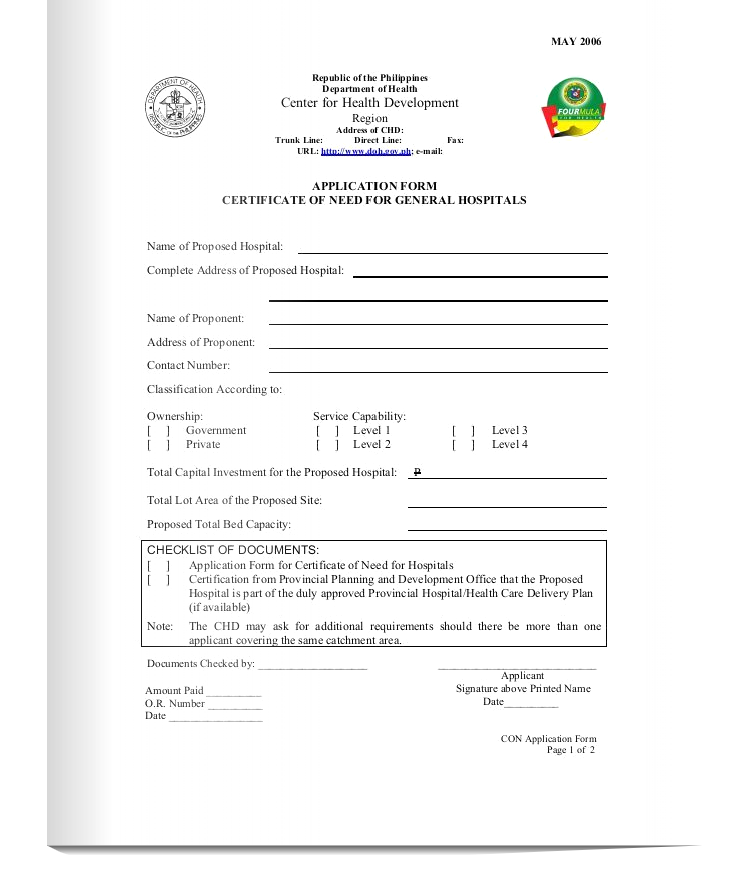 MAY 2006
Republic of the Philippines
Department of Health
Center for Health Development
Region
Address of CHD:
Trunk Line: Direct Line: Fax:
URL: http://www.doh.gov.ph; e-mail:
DEPARTMENT OF HEALTH
REPUBLIC OF THE PHILIPPINES
FOURMULA
FOR HEALTH
APPLICATION FORM
CERTIFICATE OF NEED FOR GENERAL HOSPITALS
Name of Proposed Hospital:
Complete Address of Proposed Hospital:
Name of Proponent:
Address of Proponent:
Contact Number:
Classification According to:
Ownership: Service Capability:
[ ] Government [ ] Level 1 [ ] Level 3
[ ] Private [ ] Level 2 [ ] Level 4
Total Capital Investment for the Proposed Hospital: ₱
Total Lot Area of the Proposed Site:
Proposed Total Bed Capacity:
CHECKLIST OF DOCUMENTS:
[ ] Application Form for Certificate of Need for Hospitals
[ ] Certification from Provincial Planning and Development Office that the Proposed
Hospital is part of the duly approved Provincial Hospital/Health Care Delivery Plan
(if available)
Note: The CHD may ask for additional requirements should there be more than one
applicant covering the same catchment area.
Documents Checked by: ____________________
Applicant
Signature above Printed Name
Date__________
Amount Paid __________
O.R. Number __________
Date _________________
CON Application Form
Page 1 of 2